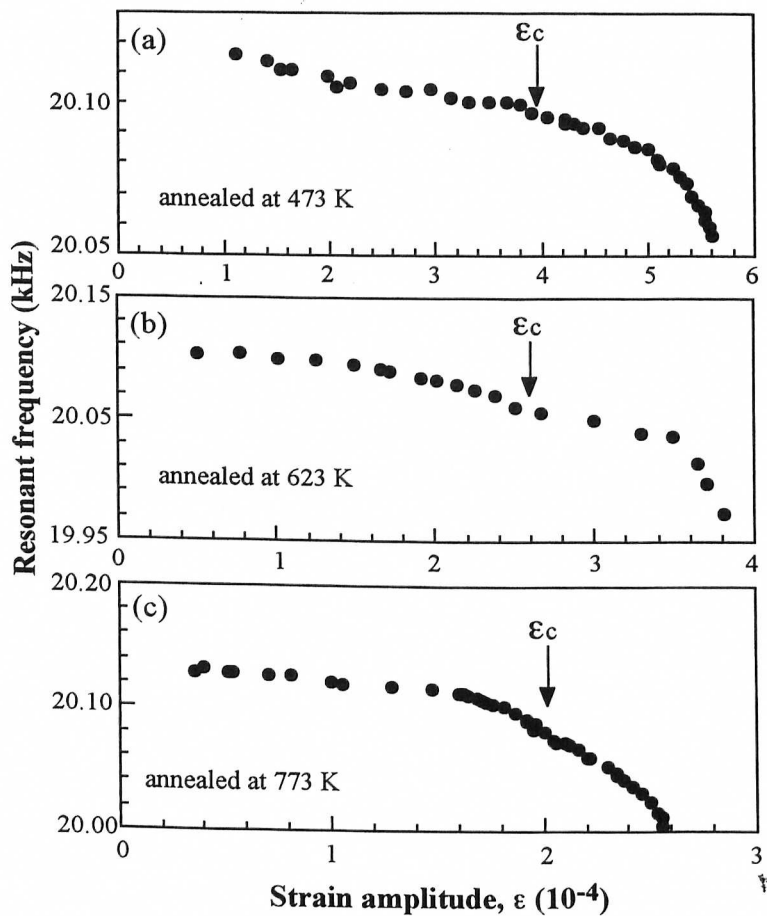 (a)
εc
20.10
annealed at 473 K
20.05
0 1 2 3 4 5 6
Resonant frequency (kHz)
20.15
(b)
εc
20.05
annealed at 623 K
19.95
0 1 2 3 4
20.20
(c)
εc
20.10
annealed at 773 K
20.00
0 1 2 3
Strain amplitude, ε (10-4)